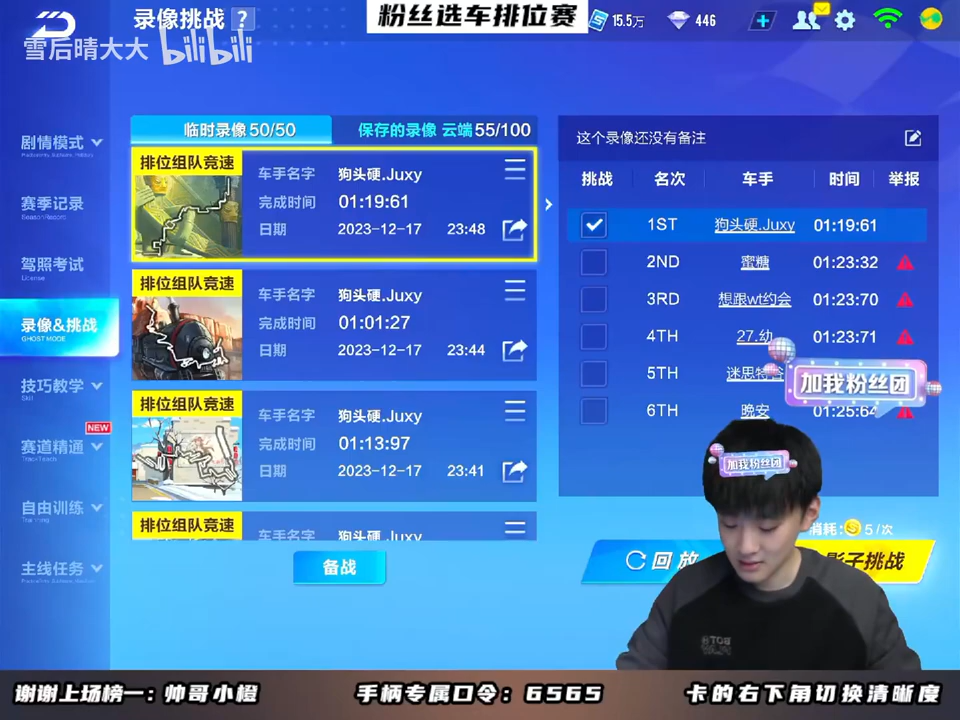 录像挑战 ?
粉丝选车排位赛
15.5万
446
雪后晴大大 bilibili
剧情模式
赛季记录
驾照考试
License
录像&挑战
GHOST MODE
技巧教学
Skill
NEW
赛道精通
自由训练
主线任务
临时录像50/50
保存的录像 云端55/100
排位组队竞速
车手名字 狗头硬.Juxy
完成时间 01:19:61
日期 2023-12-17 23:48
排位组队竞速
车手名字 狗头硬.Juxy
完成时间 01:01:27
日期 2023-12-17 23:44
排位组队竞速
车手名字 狗头硬.Juxy
完成时间 01:13:97
日期 2023-12-17 23:41
排位组队竞速
车手名字 狗头硬.Juxy
备战
这个录像还没有备注
挑战 名次 车手 时间 举报
1ST 狗头硬.Juxy 01:19:61
2ND 蜜糖 01:23:32
3RD 想跟wt约会 01:23:70
4TH 27.幼 01:23:71
5TH 迷思特
6TH 晚安 01:25:64
加我粉丝团
加我粉丝团
消耗: 5/次
回放
影子挑战
谢谢上场榜一：帅哥小橙
手柄专属口令：6565
卡的右下角切换清晰度